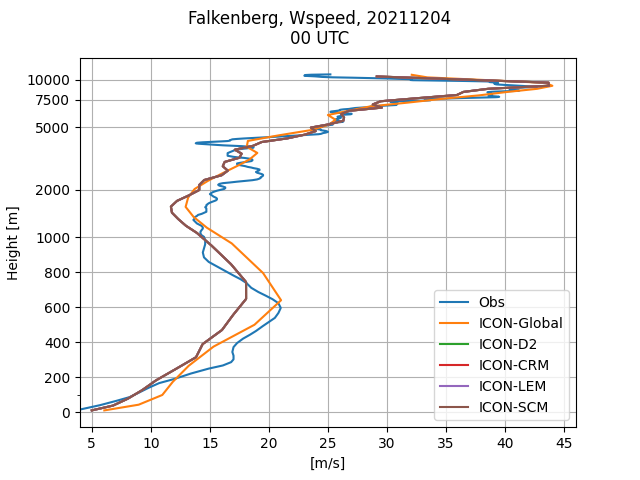 Falkenberg, Wspeed, 20211204
00 UTC
10000
7500
5000
2000
1000
800
600
400
200
0
Height [m]
5 10 15 20 25 30 35 40 45
[m/s]
Obs
ICON-Global
ICON-D2
ICON-CRM
ICON-LEM
ICON-SCM